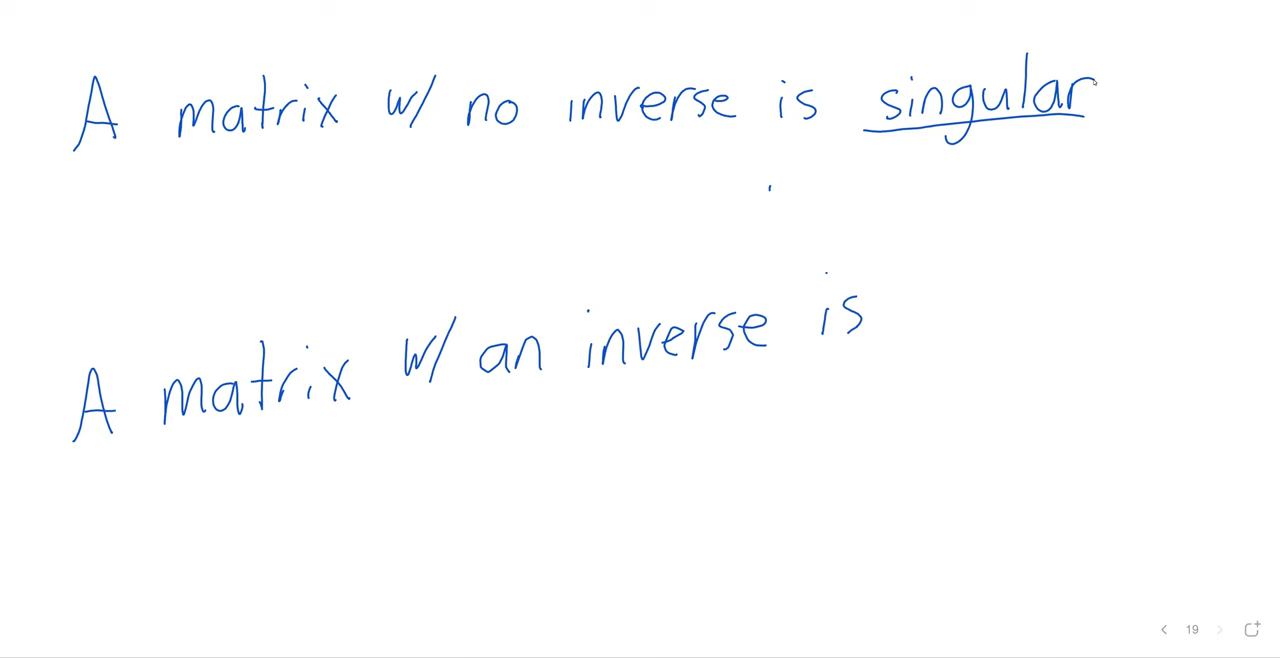 A matrix w/ no inverse is singular
A matrix w/ an inverse is
19